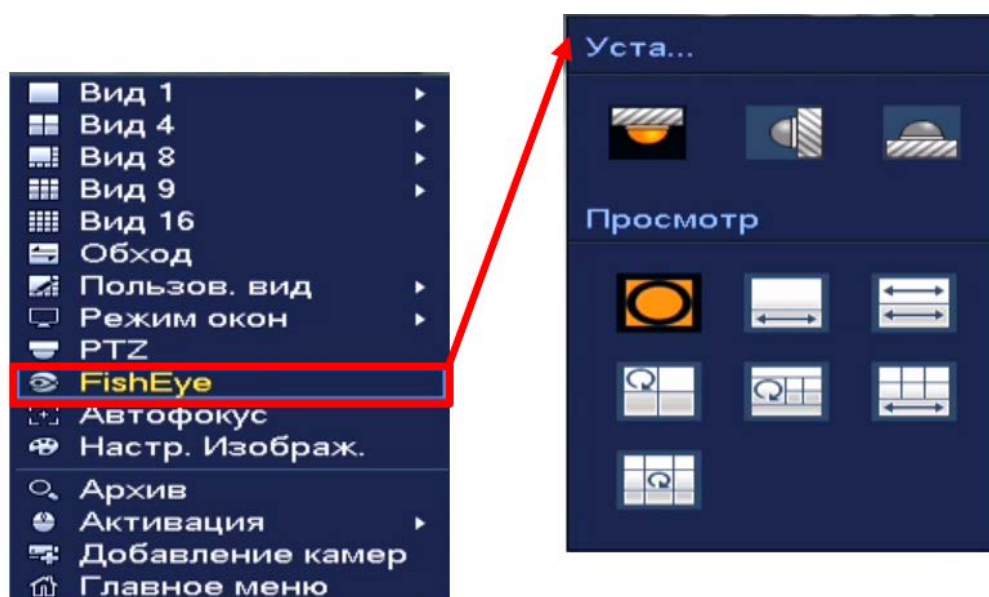 Вид 1
Вид 4
Вид 8
Вид 9
Вид 16
Обход
Пользов. вид
Режим окон
PTZ
FishEye
Автофокус
Настр. Изображ.
Архив
Активация
Добавление камер
Главное меню
Уста...
Просмотр